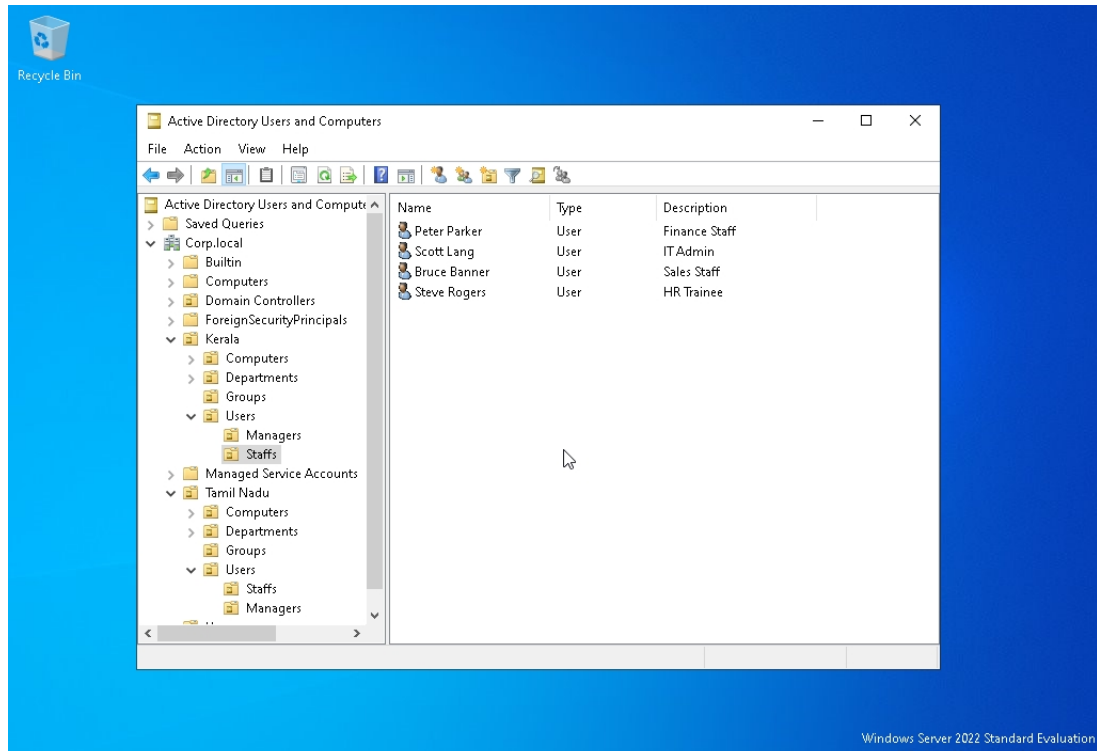 Recycle Bin
Active Directory Users and Computers
File Action View Help
Active Directory Users and Compute
Saved Queries
Corp.local
Builtin
Computers
Domain Controllers
ForeignSecurityPrincipals
Kerala
Computers
Departments
Groups
Users
Managers
Staffs
Managed Service Accounts
Tamil Nadu
Computers
Departments
Groups
Users
Staffs
Managers
Name Type Description
Peter Parker User Finance Staff
Scott Lang User IT Admin
Bruce Banner User Sales Staff
Steve Rogers User HR Trainee
Windows Server 2022 Standard Evaluation